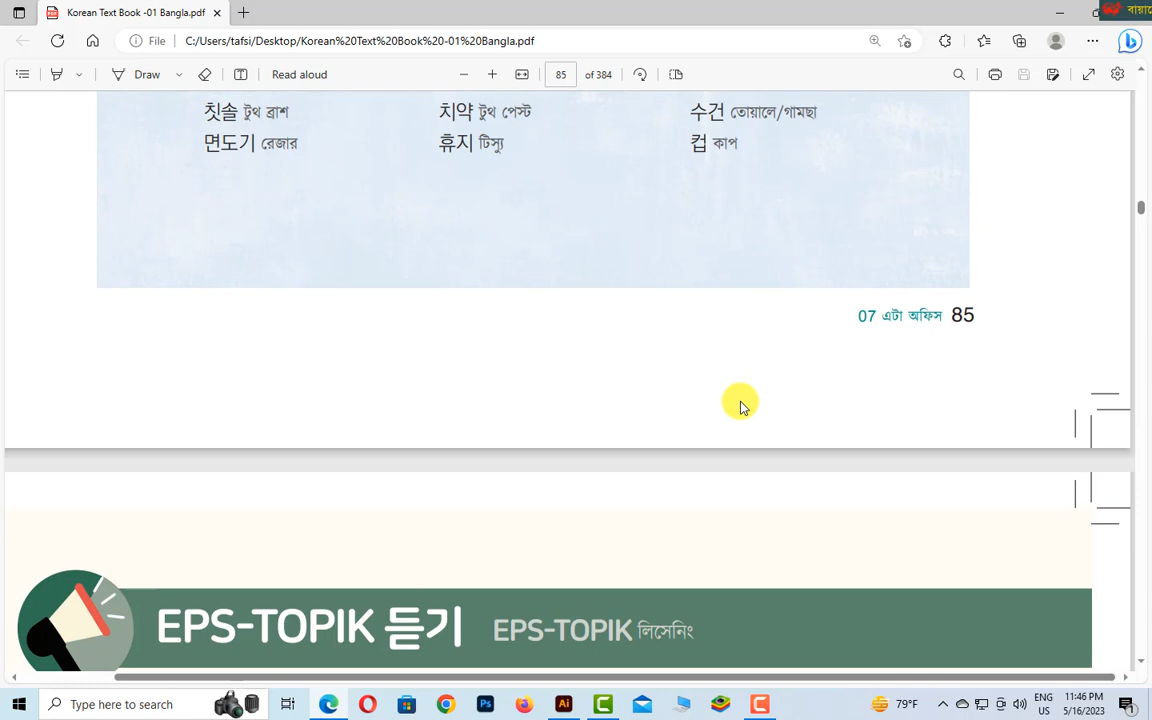 Korean Text Book -01 Bangla.pdf
বায়ান্
File C:/Users/tafsi/Desktop/Korean%20Text%20Book%20-01%20Bangla.pdf
Draw Read aloud 85 of 384
칫솔 টুথ ব্রাশ 치약 টুথ পেস্ট 수건 তোয়ালে/গামছা
면도기 রেজার 휴지 টিস্যু 컵 কাপ
07 এটা অফিস 85
EPS-TOPIK 듣기 EPS-TOPIK লিসেনিং
Type here to search 79°F ENG 11:46 PM
US 5/16/2023